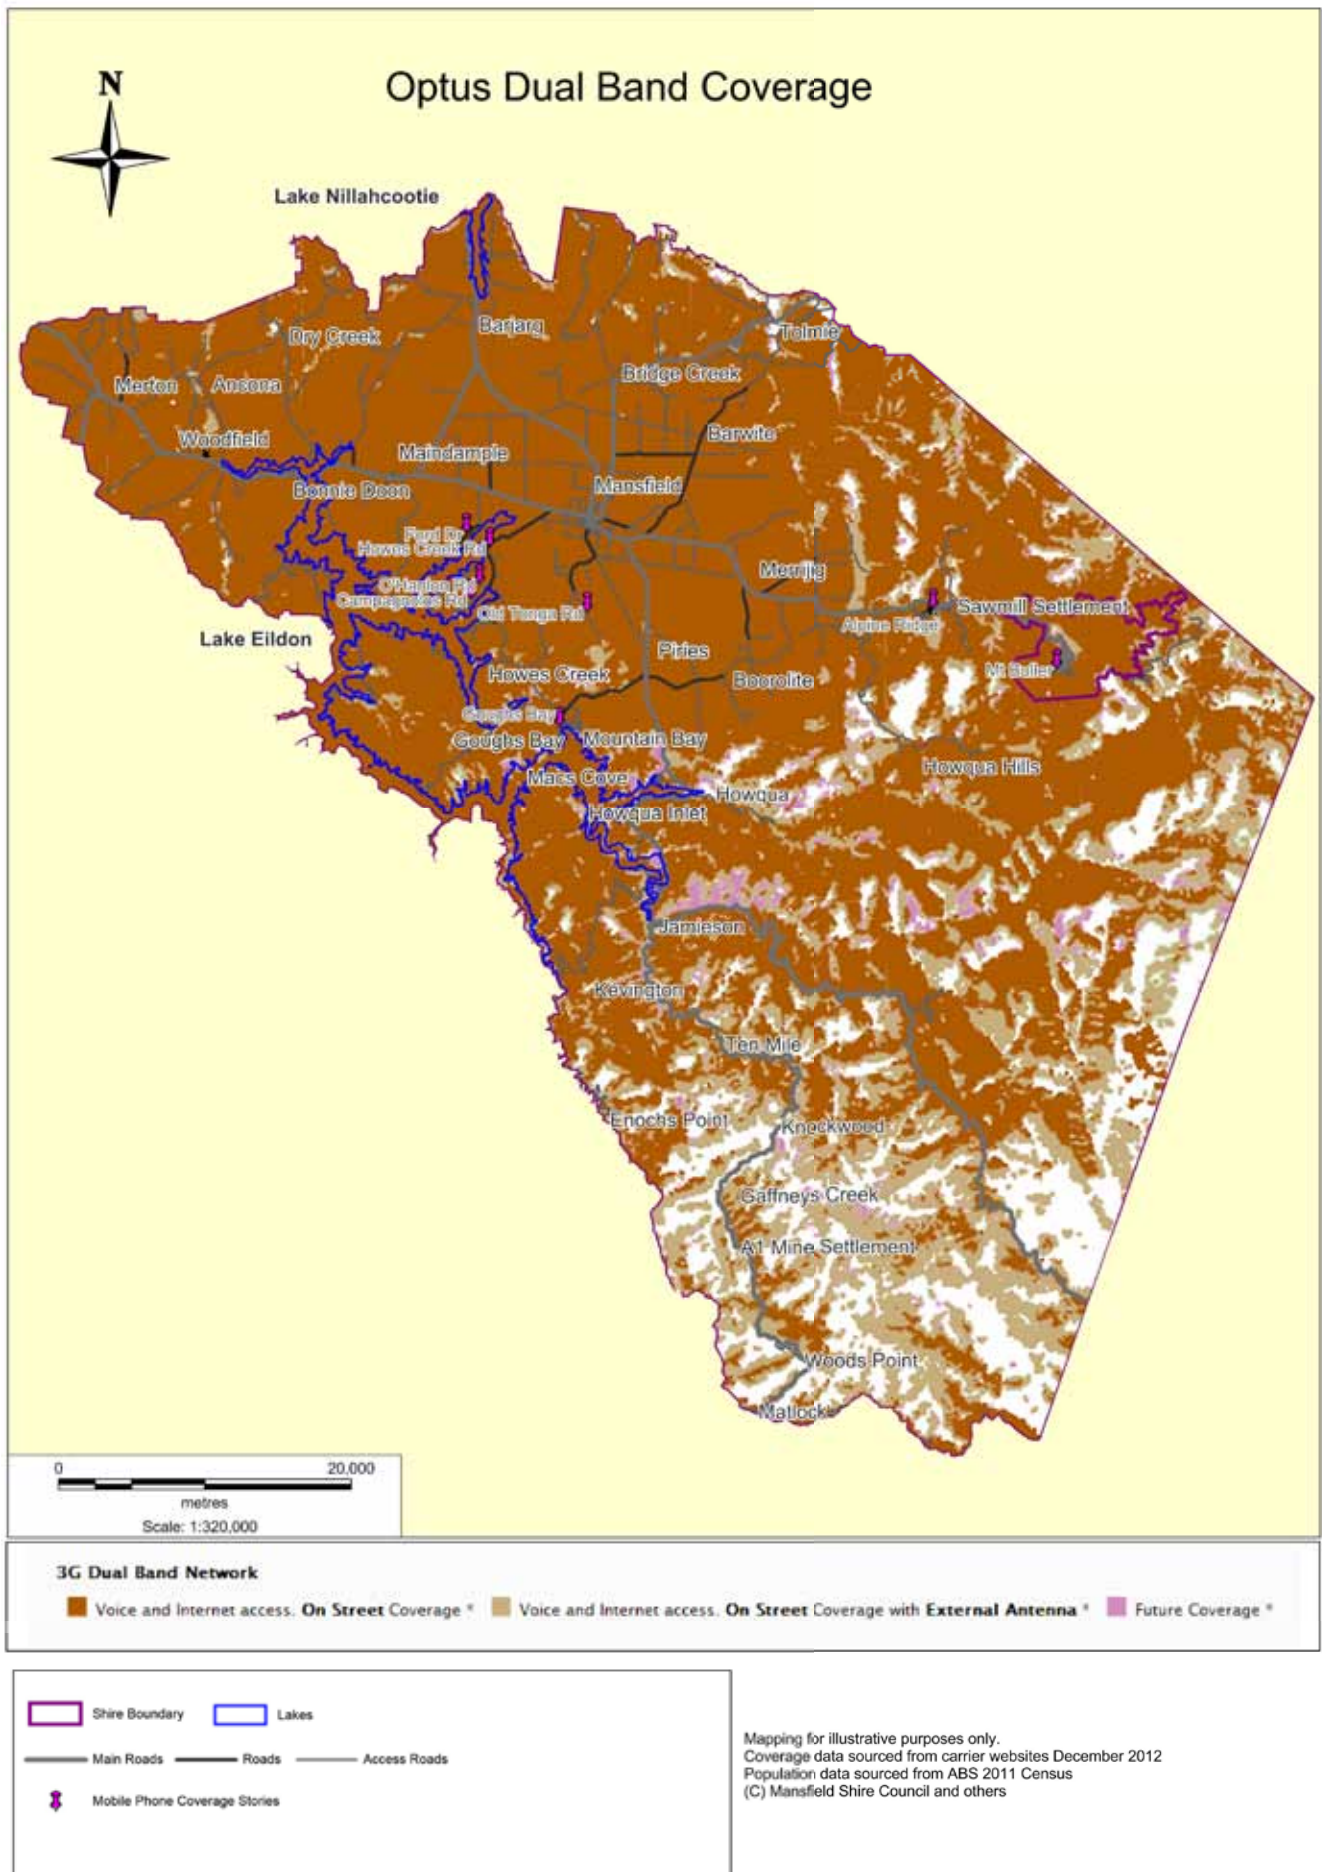 Optus Dual Band Coverage
N
Lake Nillahcootie
Barjarg
Tolmie
Dry Creek
Bridge Creek
Merton
Ancona
Barwite
Woodfield
Maindample
Mansfield
Bonnie Doon
Ford Dr
Howes Creek Rd
Merrijig
O'Hanlon Rd
Campagnolos Rd
Old Tonga Rd
Sawmill Settlement
Alpine Ridge
Lake Eildon
Piries
Mt Buller
Howes Creek
Boorolite
Goughs Bay
Goughs Bay
Mountain Bay
Howqua Hills
Macs Cove
Howqua
Howqua Inlet
Jamieson
Kevington
Ten Mile
Enochs Point
Knockwood
Gaffneys Creek
A1 Mine Settlement
Woods Point
Matlock
0 20,000
metres
Scale: 1:320,000
3G Dual Band Network
Voice and Internet access. On Street Coverage * Voice and Internet access. On Street Coverage with External Antenna * Future Coverage *
Shire Boundary Lakes
Main Roads Roads Access Roads
Mobile Phone Coverage Stories
Mapping for illustrative purposes only.
Coverage data sourced from carrier websites December 2012
Population data sourced from ABS 2011 Census
(C) Mansfield Shire Council and others